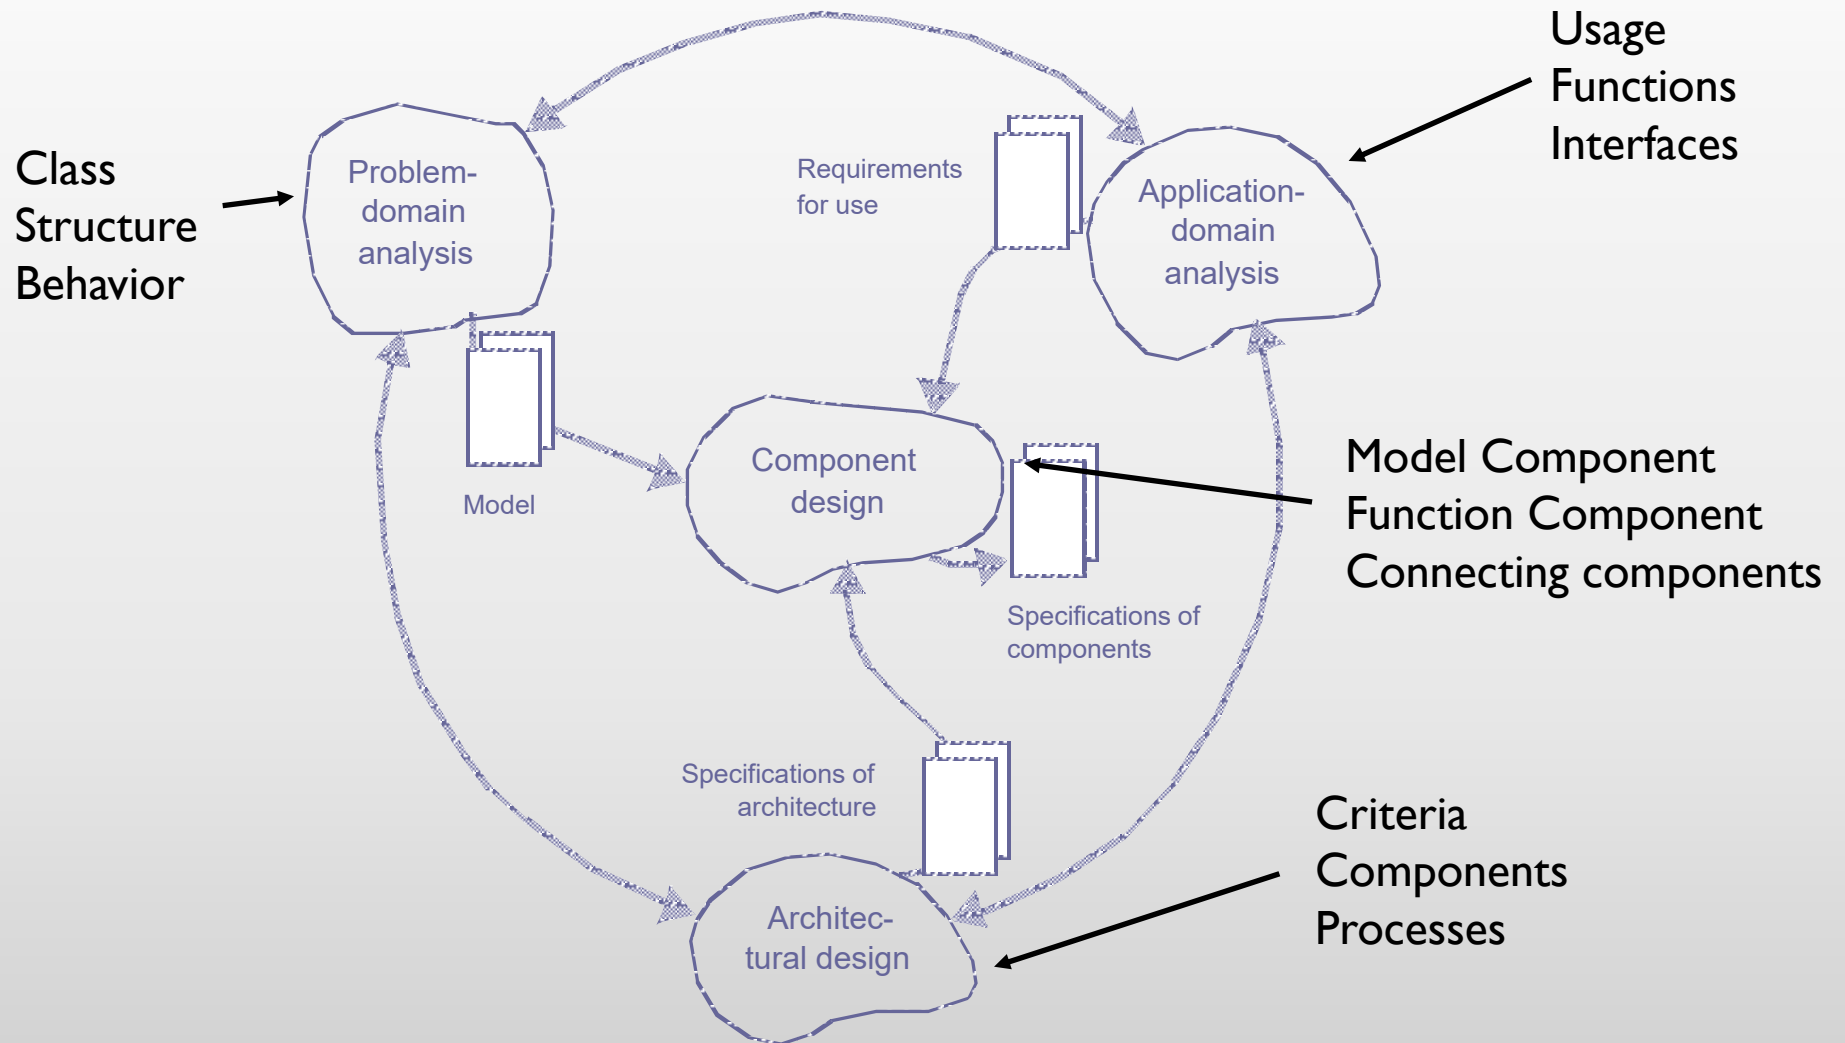 Usage
Functions
Interfaces
Class
Structure
Behavior
Problem-
domain
analysis
Requirements
for use
Application-
domain
analysis
Model
Component
design
Model Component
Function Component
Connecting components
Specifications of
components
Specifications of
architecture
Criteria
Components
Processes
Architec-
tural design